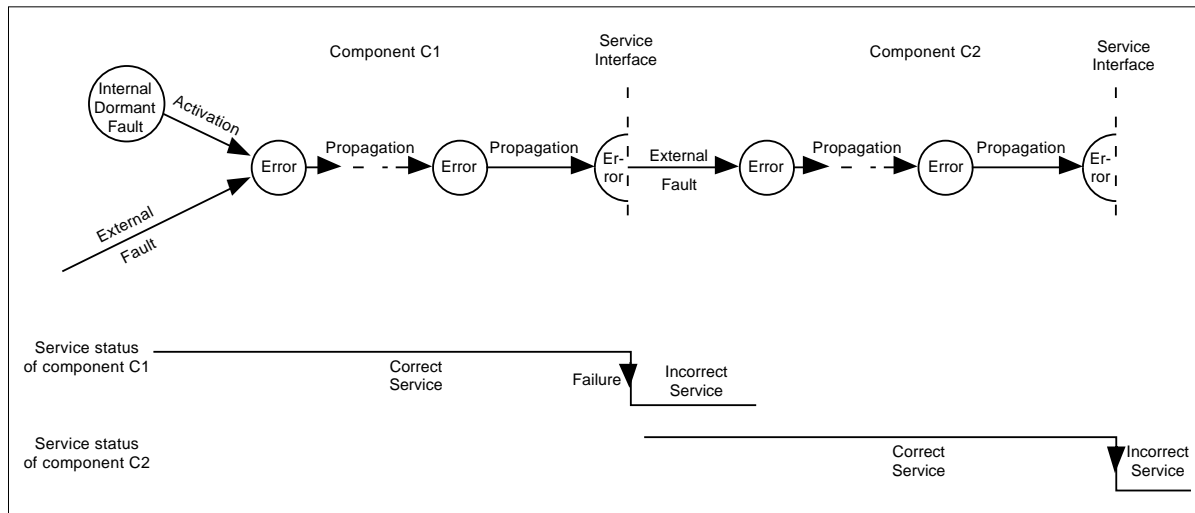 Component C1
Service
Interface
Component C2
Service
Interface
Internal
Dormant
Fault
Activation
Error
Propagation
Error
Propagation
Er-
ror
External
Fault
Error
Propagation
Error
Propagation
Er-
ror
External
Fault
Service status
of component C1
Correct
Service
Failure
Incorrect
Service
Service status
of component C2
Correct
Service
Incorrect
Service